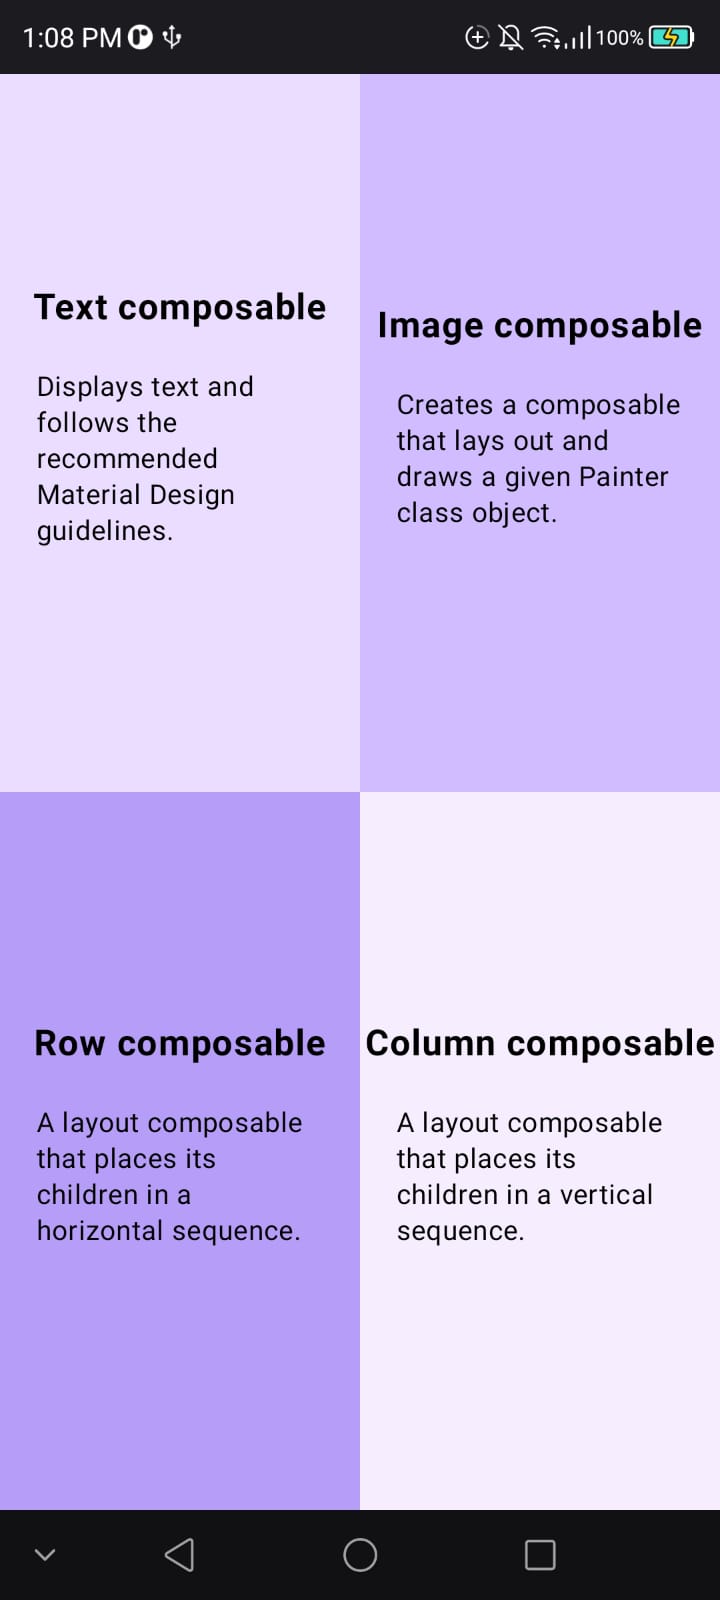 1:08 PM
100%
Text composable
Displays text and
follows the
recommended
Material Design
guidelines.
Image composable
Creates a composable
that lays out and
draws a given Painter
class object.
Row composable
A layout composable
that places its
children in a
horizontal sequence.
Column composable
A layout composable
that places its
children in a vertical
sequence.